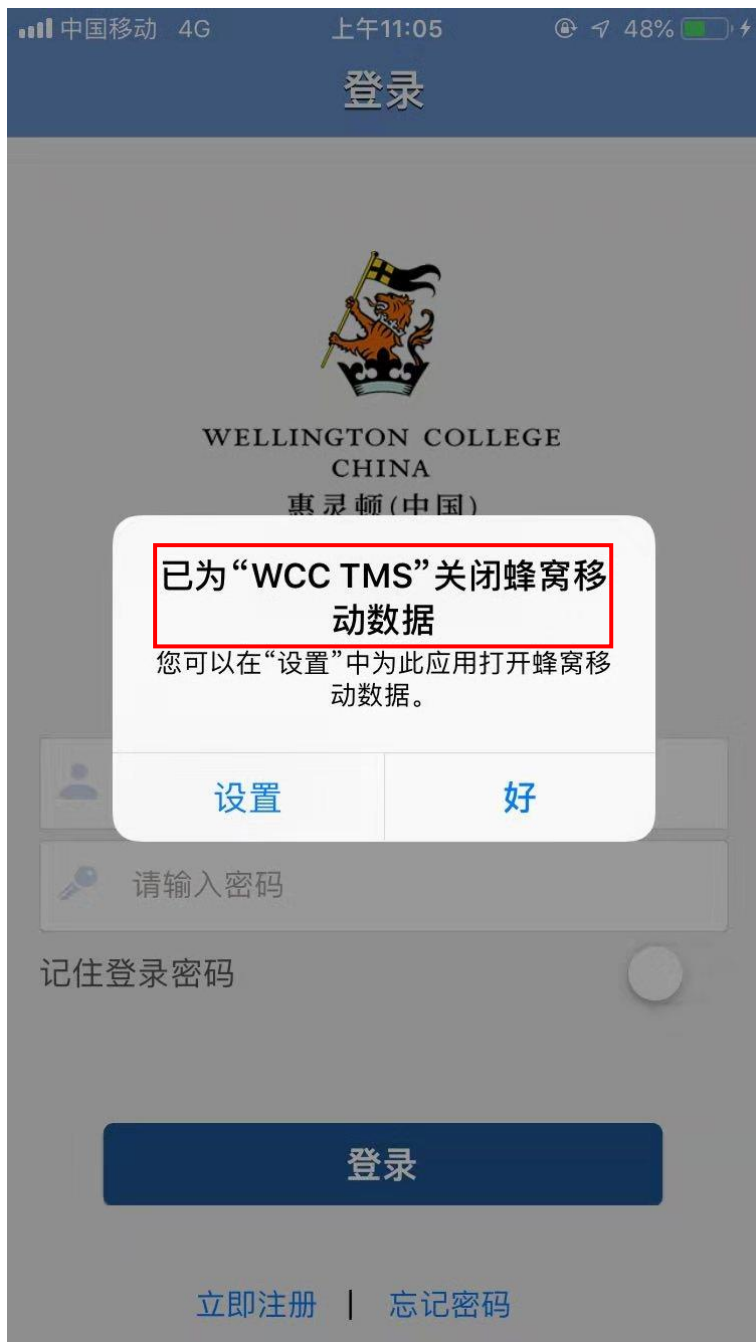 中国移动 4G 上午11:05 48%
登录
WELLINGTON COLLEGE
CHINA
惠灵顿(中国)
已为“WCC TMS”关闭蜂窝移
动数据
您可以在“设置”中为此应用打开蜂窝移
动数据。
设置 好
请输入密码
记住登录密码
登录
立即注册 | 忘记密码